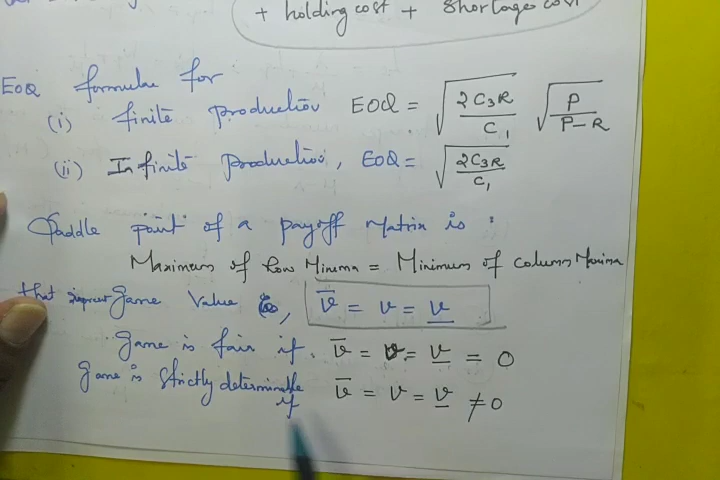 + holding cost + Shortage cost
EOQ formulae for
(i) finite production EOQ = √(2C₃R / C₁) √(P / P-R)
(ii) Infinite production, EOQ = √(2C₃R / C₁)
Saddle point of a payoff Matrix is :
Maximum of Row Minima = Minimum of column Maxima
that Game Value is, v̅ = v = v̲
Game is fair if. v̅ = v = v̲ = 0
Game is Strictly determinable if v̅ = v = v̲ ≠ 0